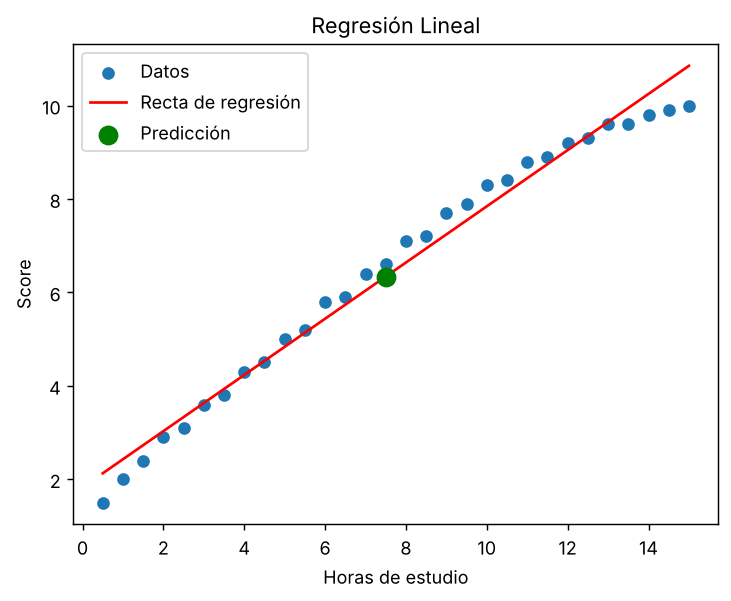 Regresión Lineal
Datos
Recta de regresión
Predicción
10
8
6
4
2
Score
0 2 4 6 8 10 12 14
Horas de estudio